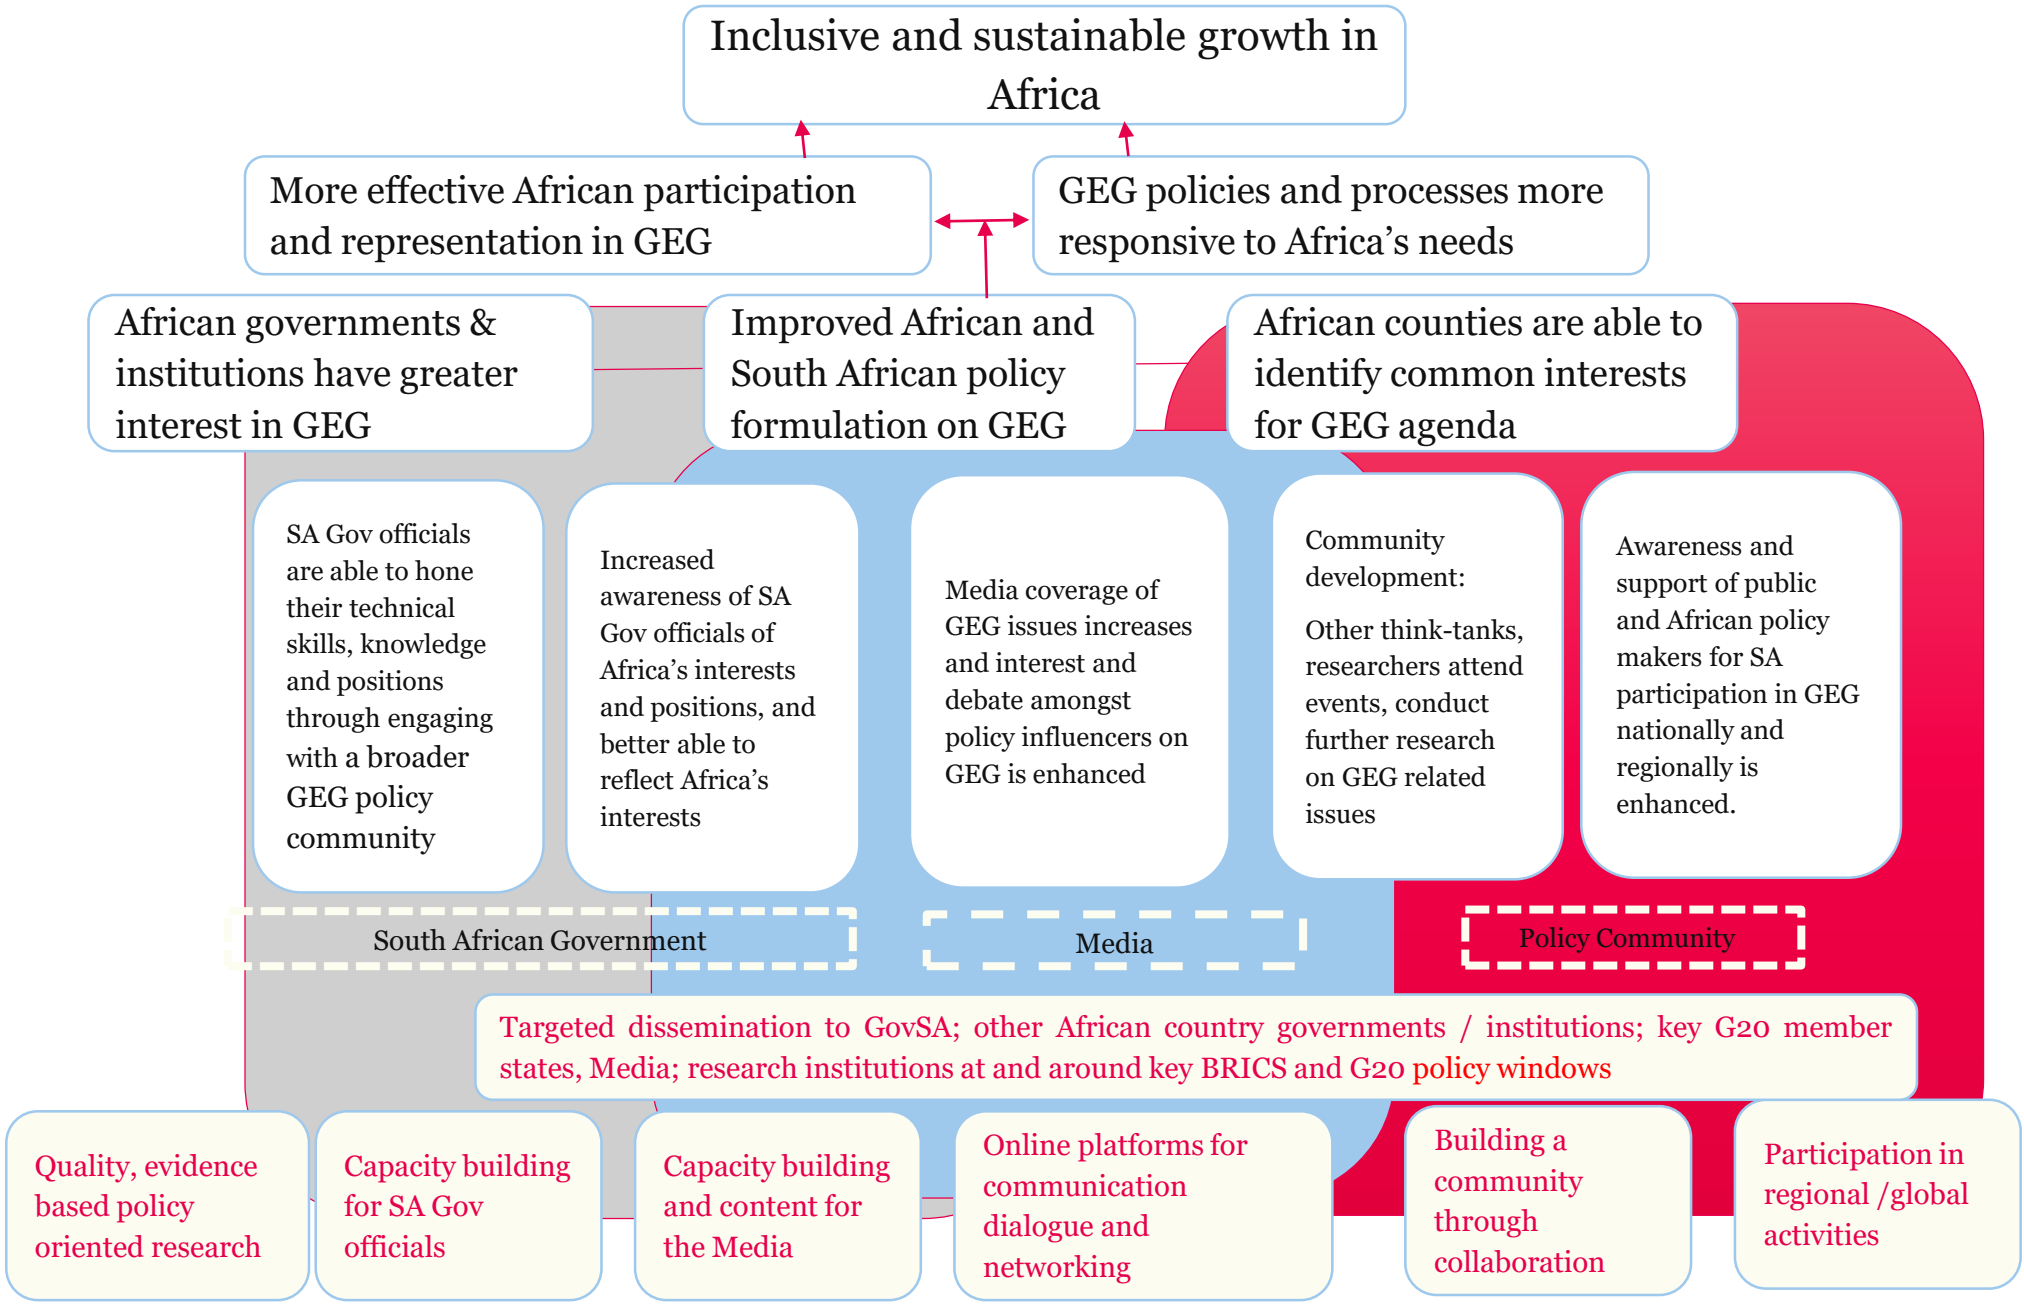 Inclusive and sustainable growth in
Africa
More effective African participation
and representation in GEG
GEG policies and processes more
responsive to Africa's needs
African governments &
institutions have greater
interest in GEG
Improved African and
South African policy
formulation on GEG
African counties are able to
identify common interests
for GEG agenda
SA Gov officials
are able to hone
their technical
skills, knowledge
and positions
through engaging
with a broader
GEG policy
community
Increased
awareness of SA
Gov officials of
Africa's interests
and positions, and
better able to
reflect Africa's
interests
Media coverage of
GEG issues increases
and interest and
debate amongst
policy influencers on
GEG is enhanced
Community
development:
Other think-tanks,
researchers attend
events, conduct
further research
on GEG related
issues
Awareness and
support of public
and African policy
makers for SA
participation in GEG
nationally and
regionally is
enhanced.
South African Government
Media
Policy Community
Targeted dissemination to GovSA; other African country governments / institutions; key G20 member
states, Media; research institutions at and around key BRICS and G20 policy windows
Quality, evidence
based policy
oriented research
Capacity building
for SA Gov
officials
Capacity building
and content for
the Media
Online platforms for
communication
dialogue and
networking
Building a
community
through
collaboration
Participation in
regional /global
activities